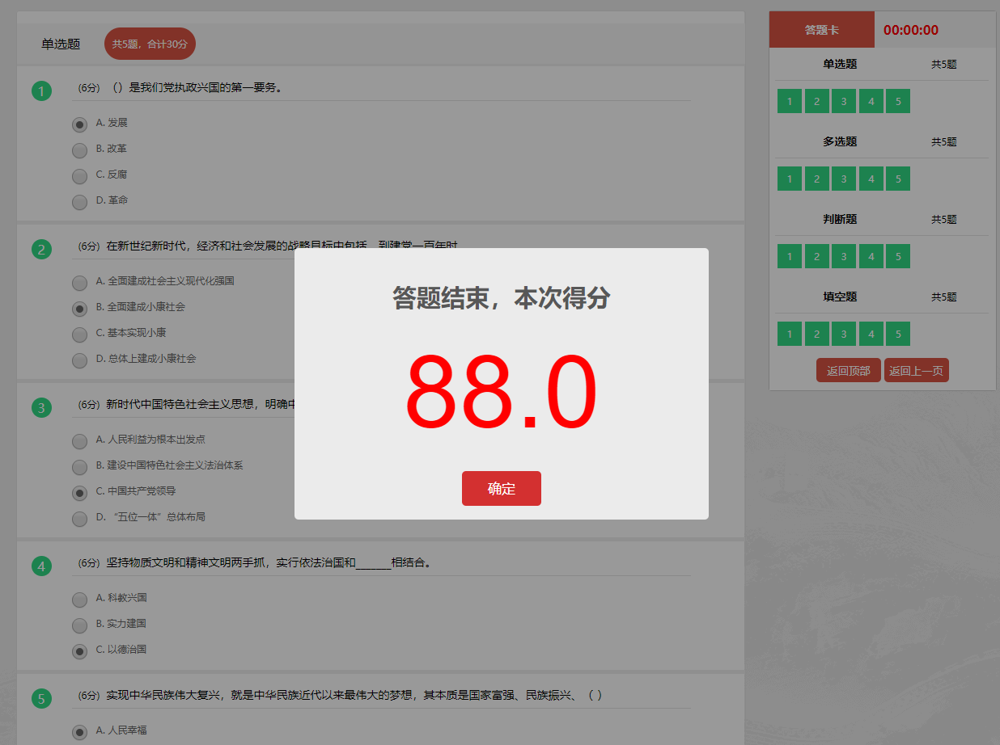 单选题
共5题，合计30分
1
(6分) （）是我们党执政兴国的第一要务。
A. 发展
B. 改革
C. 反腐
D. 革命
2
(6分) 在新世纪新时代，经济和社会发展的战略目标中包括，到建党一百年时
A. 全面建成社会主义现代化强国
B. 全面建成小康社会
C. 基本实现小康
D. 总体上建成小康社会
3
(6分) 新时代中国特色社会主义思想，明确中
A. 人民利益为根本出发点
B. 建设中国特色社会主义法治体系
C. 中国共产党领导
D. “五位一体”总体布局
4
(6分) 坚持物质文明和精神文明两手抓，实行依法治国和_______相结合。
A. 科教兴国
B. 实力建国
C. 以德治国
5
(6分) 实现中华民族伟大复兴，就是中华民族近代以来最伟大的梦想，其本质是国家富强、民族振兴、（ ）
A. 人民幸福
答题结束，本次得分
88.0
确定
答题卡
00:00:00
单选题 共5题
1 2 3 4 5
多选题 共5题
1 2 3 4 5
判断题 共5题
1 2 3 4 5
填空题 共5题
1 2 3 4 5
返回顶部 返回上一页